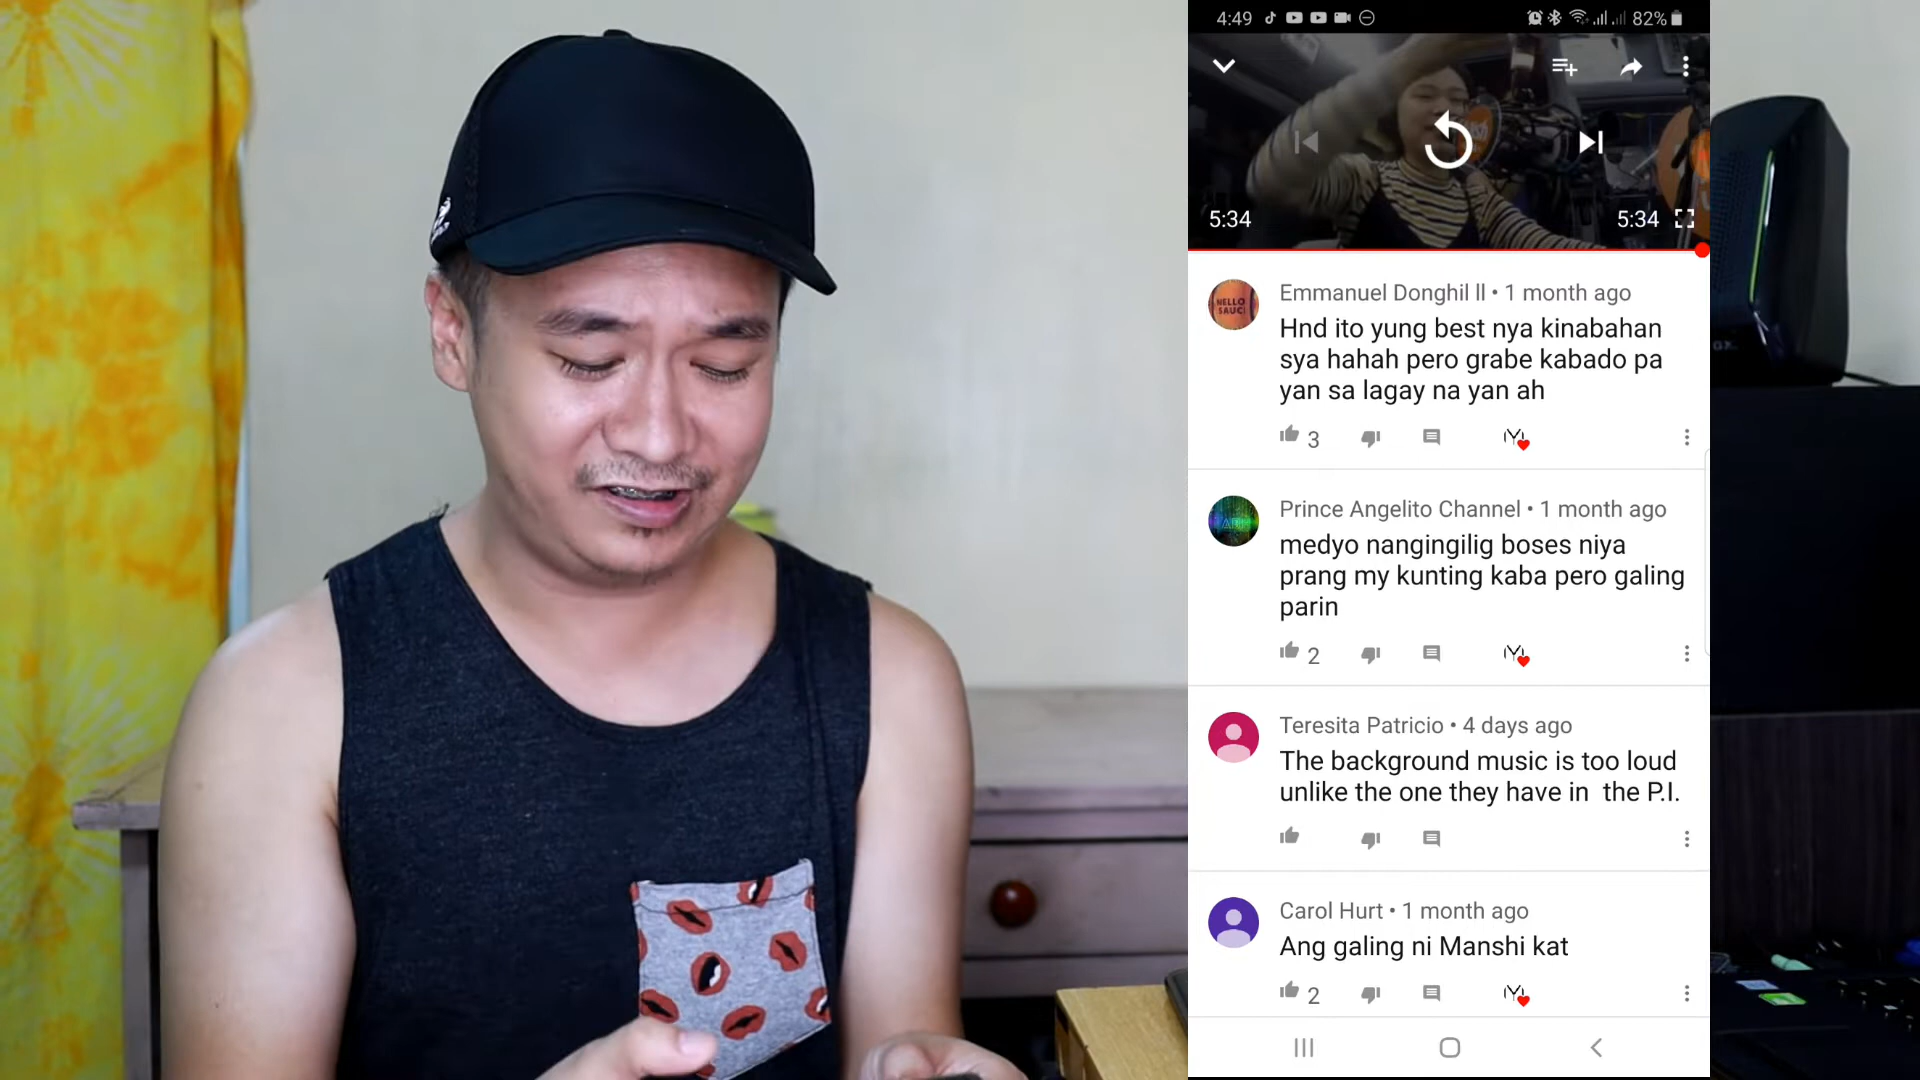 4:49
82%
5:34
5:34
Emmanuel Donghil ll • 1 month ago
Hnd ito yung best nya kinabahan
sya hahah pero grabe kabado pa
yan sa lagay na yan ah
3
Prince Angelito Channel • 1 month ago
medyo nangingilig boses niya
prang my kunting kaba pero galing
parin
2
Teresita Patricio • 4 days ago
The background music is too loud
unlike the one they have in the P.I.
Carol Hurt • 1 month ago
Ang galing ni Manshi kat
2